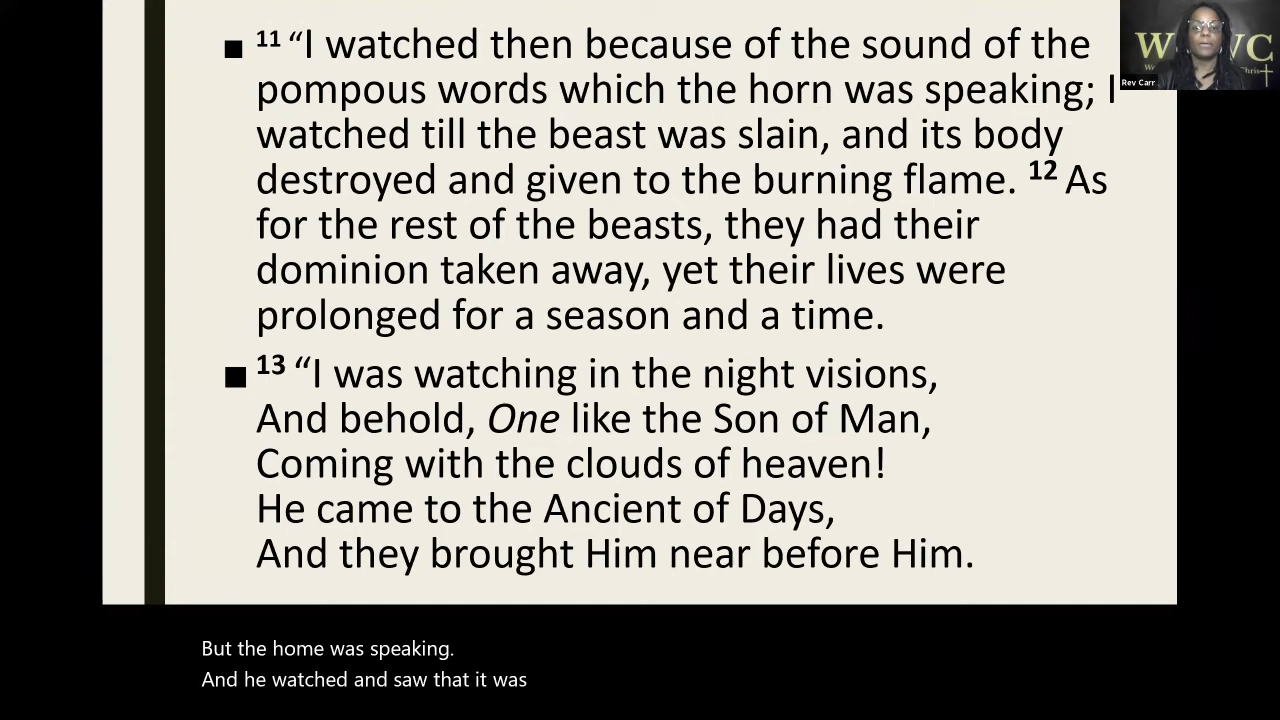 ■ 11 “I watched then because of the sound of the
pompous words which the horn was speaking; I
watched till the beast was slain, and its body
destroyed and given to the burning flame. 12 As
for the rest of the beasts, they had their
dominion taken away, yet their lives were
prolonged for a season and a time.
■ 13 “I was watching in the night visions,
And behold, One like the Son of Man,
Coming with the clouds of heaven!
He came to the Ancient of Days,
And they brought Him near before Him.
Rev Carr
But the home was speaking.
And he watched and saw that it was